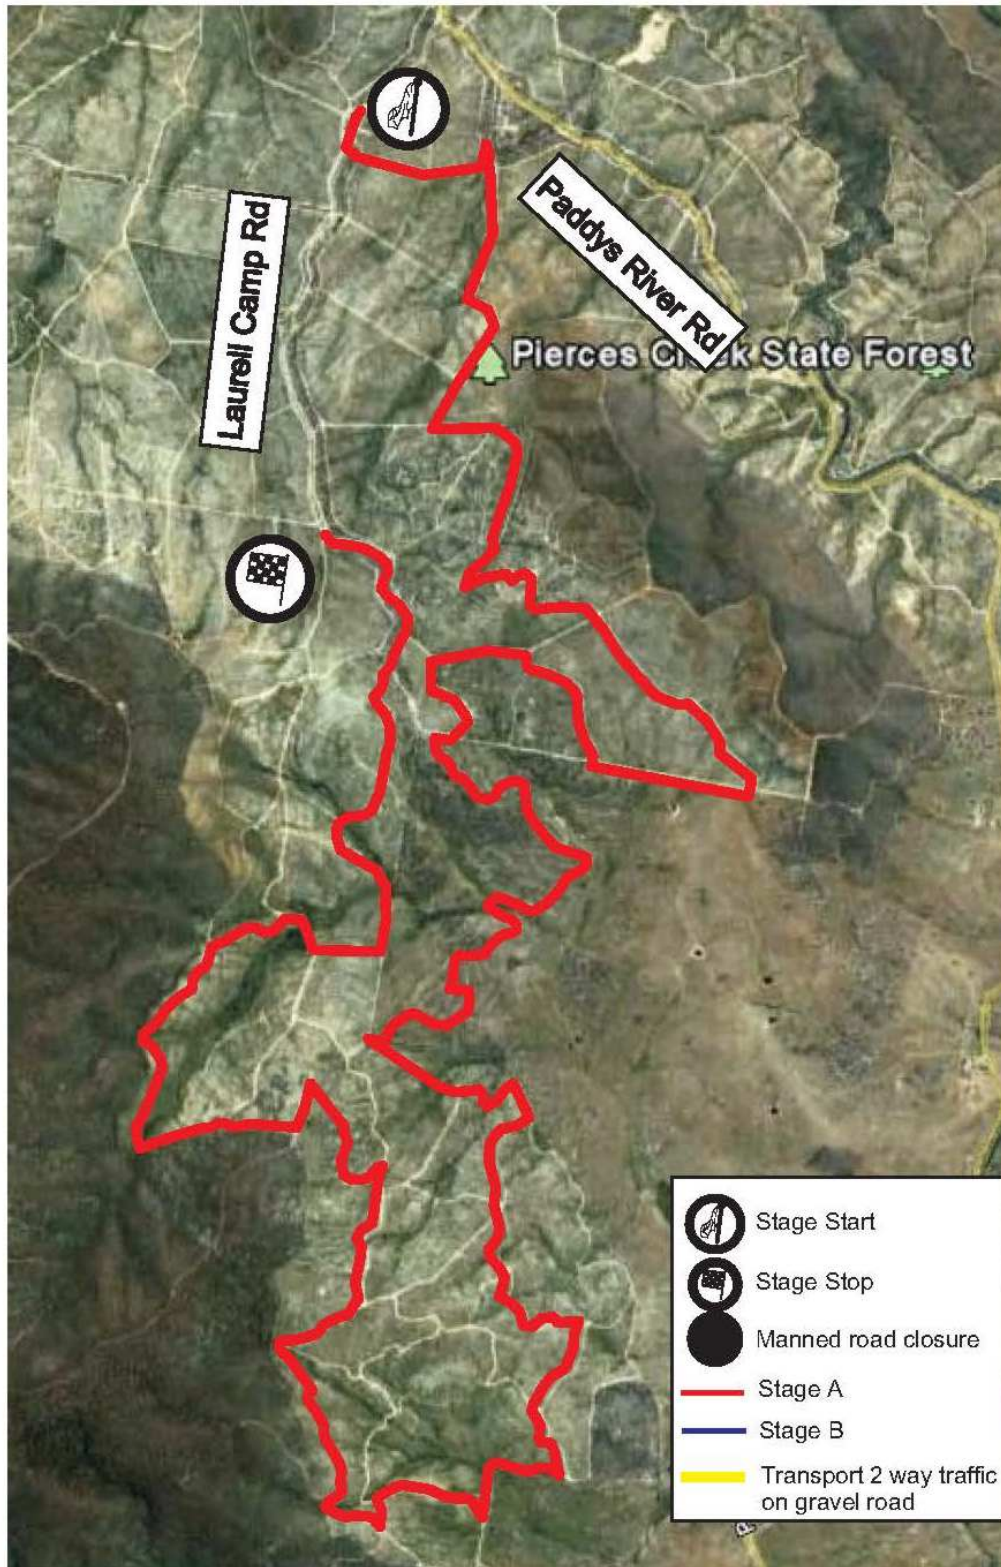 Laurell Camp Rd
Paddys River Rd
Pierces Creek State Forest
Stage Start
Stage Stop
Manned road closure
Stage A
Stage B
Transport 2 way traffic
on gravel road